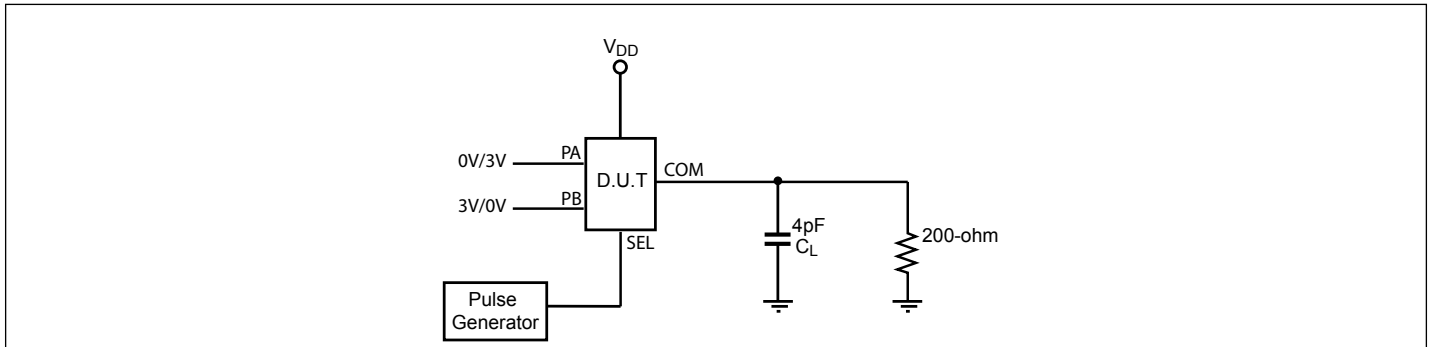 VDD
0V/3V
PA
D.U.T
COM
3V/0V
PB
SEL
4pF
CL
200-ohm
Pulse
Generator